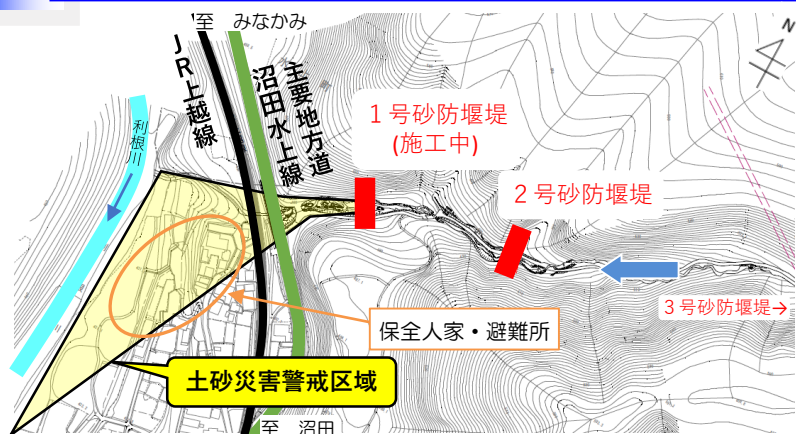 至　みなかみ
N
JR上越線
主要地方道
沼田水上線
利根川
1号砂防堰堤
(施工中)
2号砂防堰堤
3号砂防堰堤→
保全人家・避難所
土砂災害警戒区域
至　沼田